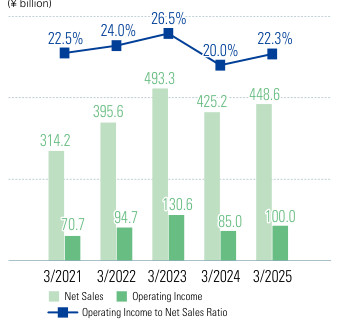 (¥ billion)
22.5% 24.0% 26.5% 20.0% 22.3%
314.2 395.6 493.3 425.2 448.6
70.7 94.7 130.6 85.0 100.0
3/2021 3/2022 3/2023 3/2024 3/2025
Net Sales Operating Income
Operating Income to Net Sales Ratio